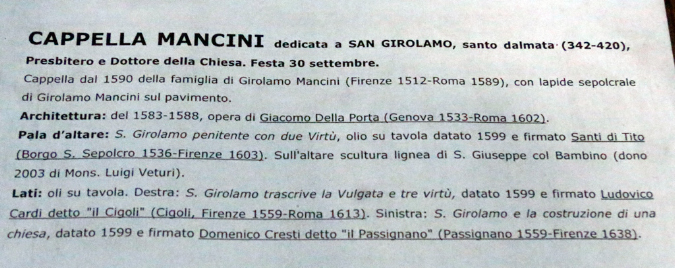 CAPPELLA MANCINI dedicata a SAN GIROLAMO, santo dalmata (342-420),
Presbitero e Dottore della Chiesa. Festa 30 settembre.
Cappella dal 1590 della famiglia di Girolamo Mancini (Firenze 1512-Roma 1589), con lapide sepolcrale
di Girolamo Mancini sul pavimento.
Architettura: del 1583-1588, opera di Giacomo Della Porta (Genova 1533-Roma 1602).
Pala d'altare: S. Girolamo penitente con due Virtù, olio su tavola datato 1599 e firmato Santi di Tito
(Borgo S. Sepolcro 1536-Firenze 1603). Sull'altare scultura lignea di S. Giuseppe col Bambino (dono
2003 di Mons. Luigi Veturi).
Lati: oli su tavola. Destra: S. Girolamo trascrive la Vulgata e tre virtù, datato 1599 e firmato Ludovico
Cardi detto "il Cigoli" (Cigoli, Firenze 1559-Roma 1613). Sinistra: S. Girolamo e la costruzione di una
chiesa, datato 1599 e firmato Domenico Cresti detto "il Passignano" (Passignano 1559-Firenze 1638).